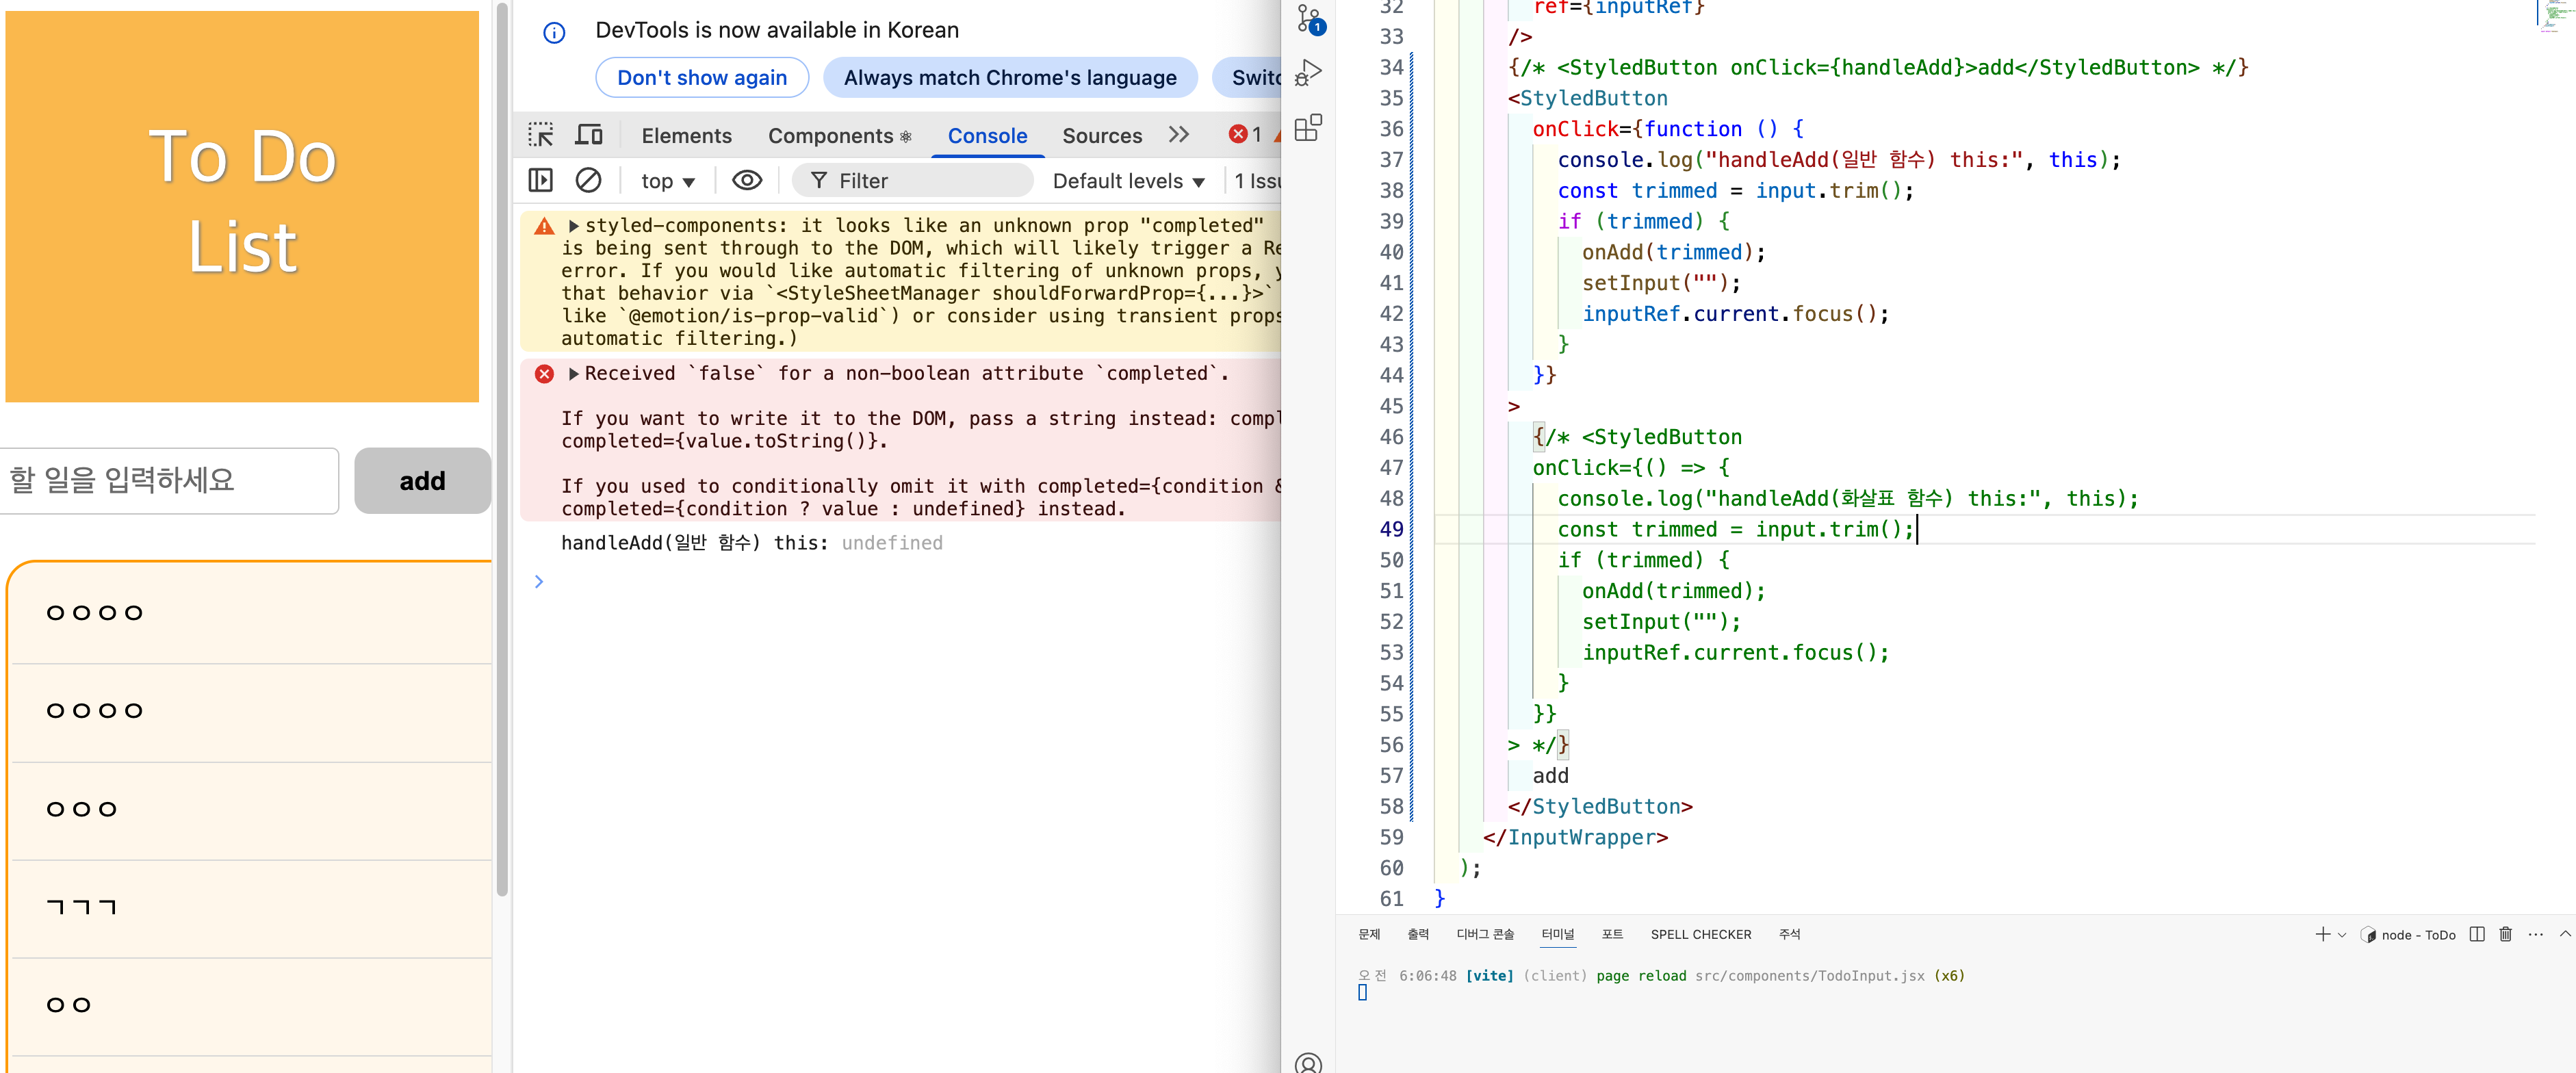 To Do
List
할 일을 입력하세요
add
ㅇㅇㅇㅇ
ㅇㅇㅇㅇ
ㅇㅇㅇ
ㄱㄱㄱ
ㅇㅇ
DevTools is now available in Korean
Don't show again
Always match Chrome's language
Elements
Components
Console
Sources
1
top
Filter
Default levels
1
styled-components: it looks like an unknown prop "completed"
is being sent through to the DOM, which will likely trigger a
error. If you would like automatic filtering of unknown props,
that behavior via `<StyleSheetManager shouldForwardProp={...}>`
like `@emotion/is-prop-valid`) or consider using transient props
automatic filtering.)
Received `false` for a non-boolean attribute `completed`.
If you want to write it to the DOM, pass a string instead:
completed={value.toString()}.
If you used to conditionally omit it with completed={condition &
completed={condition ? value : undefined} instead.
handleAdd(일반 함수) this: undefined
>
1
32 ref={inputRef}
33 />
34 {/* <StyledButton onClick={handleAdd}>add</StyledButton> */}
35 <StyledButton
36 onClick={function () {
37 console.log("handleAdd(일반 함수) this:", this);
38 const trimmed = input.trim();
39 if (trimmed) {
40 onAdd(trimmed);
41 setInput("");
42 inputRef.current.focus();
43 }
44 }}
45 >
46 {/* <StyledButton
47 onClick={() => {
48 console.log("handleAdd(화살표 함수) this:", this);
49 const trimmed = input.trim();
50 if (trimmed) {
51 onAdd(trimmed);
52 setInput("");
53 inputRef.current.focus();
54 }
55 }}
56 > */}
57 add
58 </StyledButton>
59 </InputWrapper>
60 );
61 }
문제 출력 디버그 콘솔 터미널 포트 SPELL CHECKER 주석
node - ToDo
오전 6:06:48 [vite] (client) page reload src/components/TodoInput.jsx (x6)